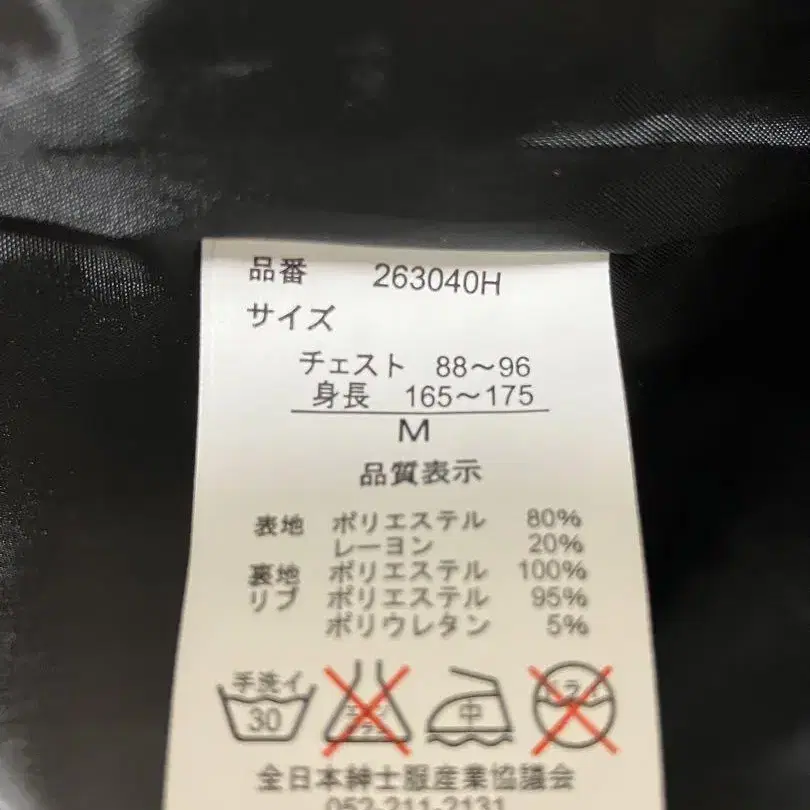 品番 263040H
サイズ
チェスト 88～96
身長 165～175
M
品質表示
表地 ポリエステル 80%
レーヨン 20%
裏地 ポリエステル 100%
リブ ポリエステル 95%
ポリウレタン 5%
手洗イ 30 中
全日本紳士服産業協議会
052-211-2131